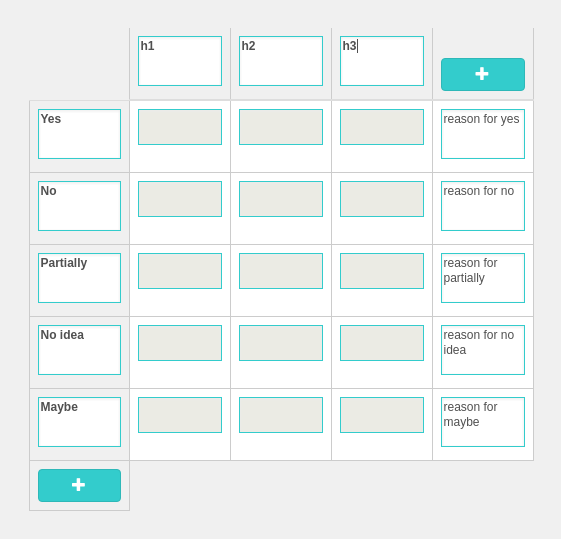 h1 h2 h3
Yes reason for yes
No reason for no
Partially reason for
partially
No idea reason for no
idea
Maybe reason for
maybe